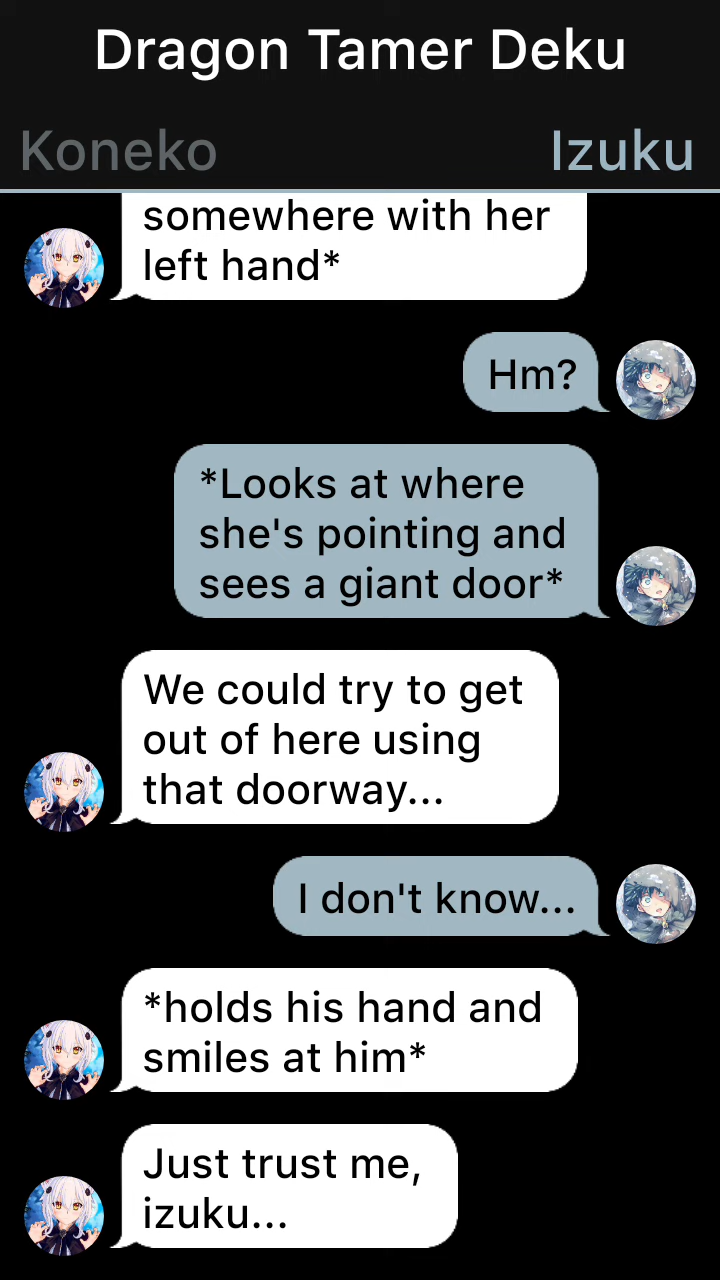 Dragon Tamer Deku
Koneko
Izuku
somewhere with her
left hand*
Hm?
*Looks at where
she's pointing and
sees a giant door*
We could try to get
out of here using
that doorway...
I don't know...
*holds his hand and
smiles at him*
Just trust me,
izuku...